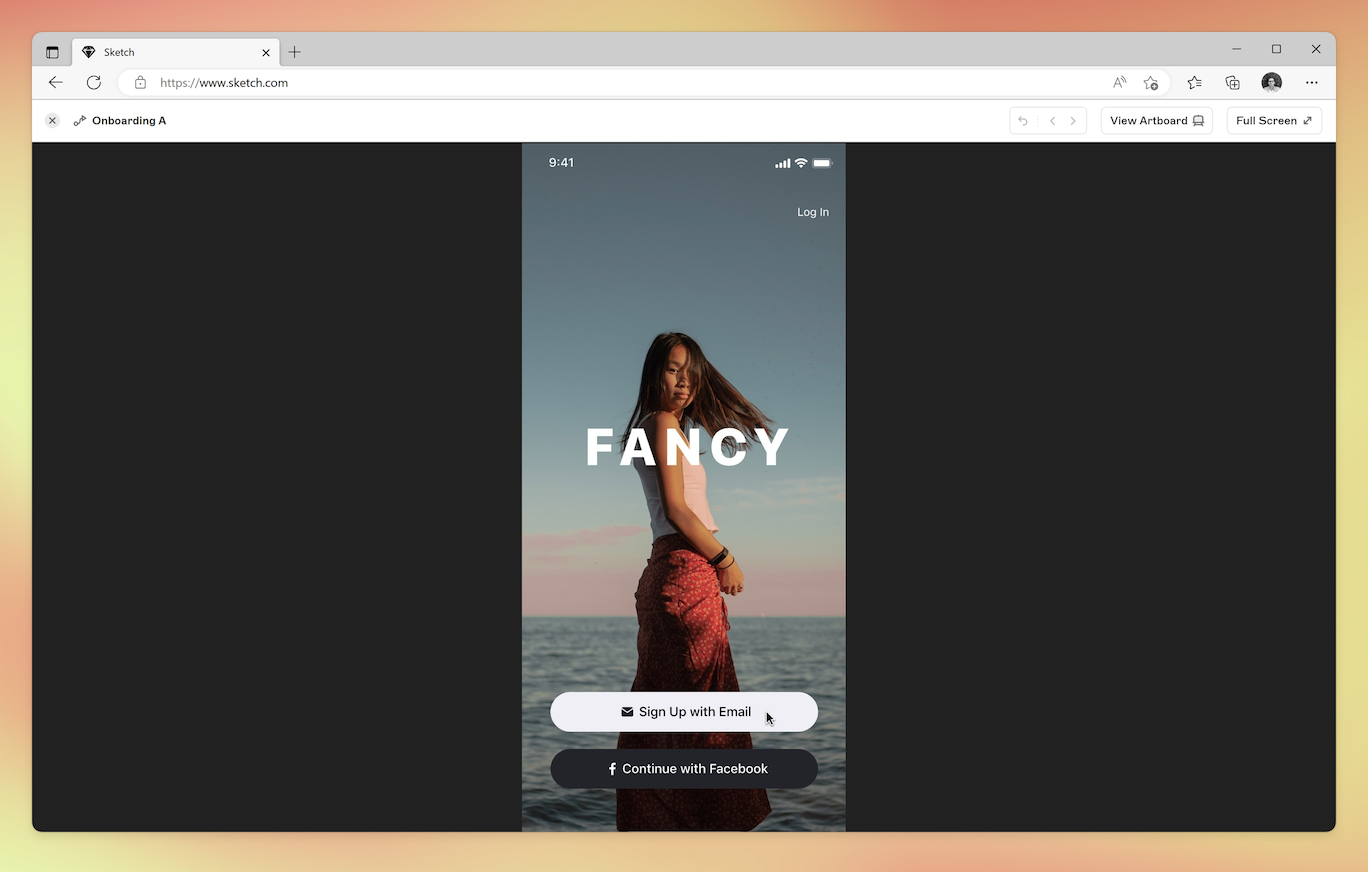 Sketch
https://www.sketch.com
Onboarding A
View Artboard
Full Screen
9:41
Log In
FANCY
Sign Up with Email
Continue with Facebook